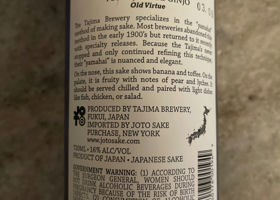 GINJO
Old Virtue
The Tajima Brewery specializes in the "yamahai"
method of making sake. Most breweries abandoned this
method in the early 1900's but returned to it recently
with specialty releases. Because the Tajima's never
stopped and only continued refining this technique,
their "yamahai" is nuanced and elegant.
On the nose, this sake shows banana and toffee. On the
palate, it is fruity with notes of pear and lychee. It
should be served chilled and paired with light dishes
like fish, chicken, or salad.
PRODUCED BY TAJIMA BREWERY,
FUKUI, JAPAN
IMPORTED BY JOTO SAKE
PURCHASE, NEW YORK
www.jotosake.com
720ML • 16% ALC/VOL
PRODUCT OF JAPAN • JAPANESE SAKE
GOVERNMENT WARNING: (1) ACCORDING TO
SURGEON GENERAL, WOMEN SHOULD
DRINK ALCOHOLIC BEVERAGES DURING
BECAUSE OF THE RISK OF BIRTH
(2) CONSUMPTION OF ALCOHOLIC